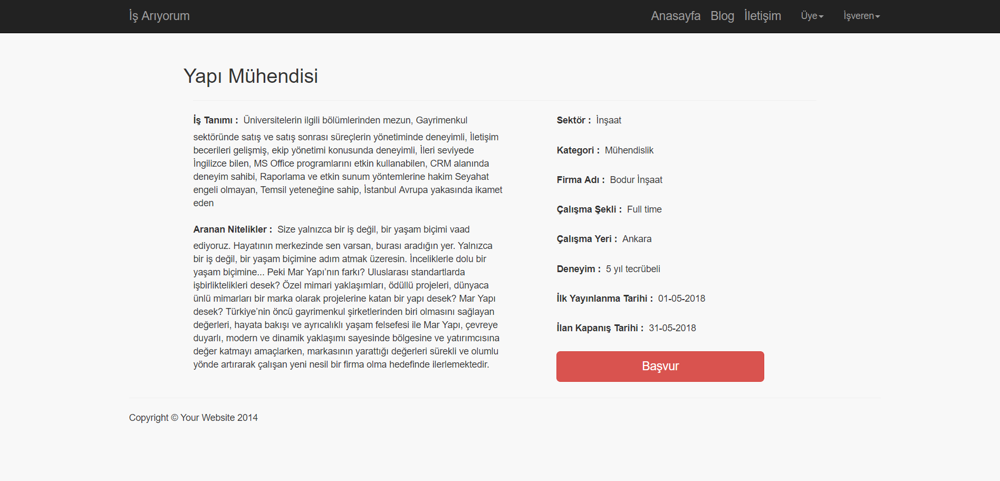 İş Arıyorum
Anasayfa Blog İletişim Üye İşveren
Yapı Mühendisi
İş Tanımı : Üniversitelerin ilgili bölümlerinden mezun, Gayrimenkul
sektöründe satış ve satış sonrası süreçlerin yönetiminde deneyimli, İletişim
becerileri gelişmiş, ekip yönetimi konusunda deneyimli, İleri seviyede
İngilizce bilen, MS Office programlarını etkin kullanabilen, CRM alanında
deneyim sahibi, Raporlama ve etkin sunum yöntemlerine hakim Seyahat
engeli olmayan, Temsil yeteneğine sahip, İstanbul Avrupa yakasında ikamet
eden
Aranan Nitelikler : Size yalnızca bir iş değil, bir yaşam biçimi vaad
ediyoruz. Hayatının merkezinde sen varsan, burası aradığın yer. Yalnızca
bir iş değil, bir yaşam biçimine adım atmak üzeresin. İnceliklerle dolu bir
yaşam biçimine... Peki Mar Yapı’nın farkı? Uluslarası standartlarda
işbirliktelikleri desek? Özel mimari yaklaşımları, ödüllü projeleri, dünyaca
ünlü mimarları bir marka olarak projelerine katan bir yapı desek? Mar Yapı
desek? Türkiye’nin öncü gayrimenkul şirketlerinden biri olmasını sağlayan
değerleri, hayata bakışı ve ayrıcalıklı yaşam felsefesi ile Mar Yapı, çevreye
duyarlı, modern ve dinamik yaklaşımı sayesinde bölgesine ve yatırımcısına
değer katmayı amaçlarken, markasının yarattığı değerleri sürekli ve olumlu
yönde artırarak çalışan yeni nesil bir firma olma hedefinde ilerlemektedir.
Sektör : İnşaat
Kategori : Mühendislik
Firma Adı : Bodur İnşaat
Çalışma Şekli : Full time
Çalışma Yeri : Ankara
Deneyim : 5 yıl tecrübeli
İlk Yayınlanma Tarihi : 01-05-2018
İlan Kapanış Tarihi : 31-05-2018
Başvur
Copyright © Your Website 2014